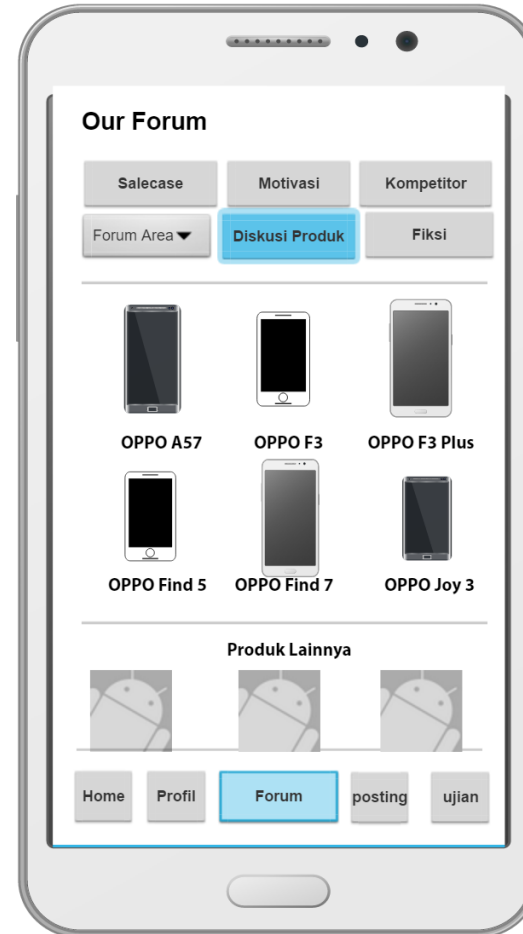 Our Forum
Salecase Motivasi Kompetitor
Forum Area Diskusi Produk Fiksi
OPPO A57 OPPO F3 OPPO F3 Plus
OPPO Find 5 OPPO Find 7 OPPO Joy 3
Produk Lainnya
Home Profil Forum posting ujian